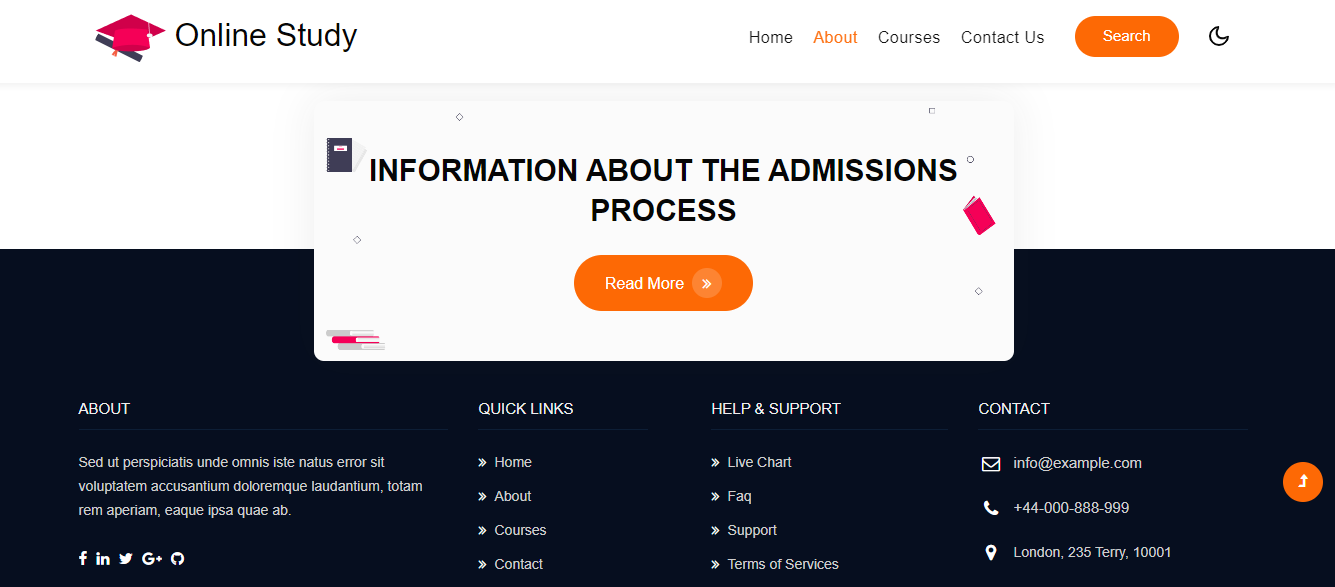 Online Study
Home About Courses Contact Us Search
INFORMATION ABOUT THE ADMISSIONS
PROCESS
Read More
ABOUT
Sed ut perspiciatis unde omnis iste natus error sit
voluptatem accusantium doloremque laudantium, totam
rem aperiam, eaque ipsa quae ab.
QUICK LINKS
Home
About
Courses
Contact
HELP & SUPPORT
Live Chart
Faq
Support
Terms of Services
CONTACT
info@example.com
+44-000-888-999
London, 235 Terry, 10001